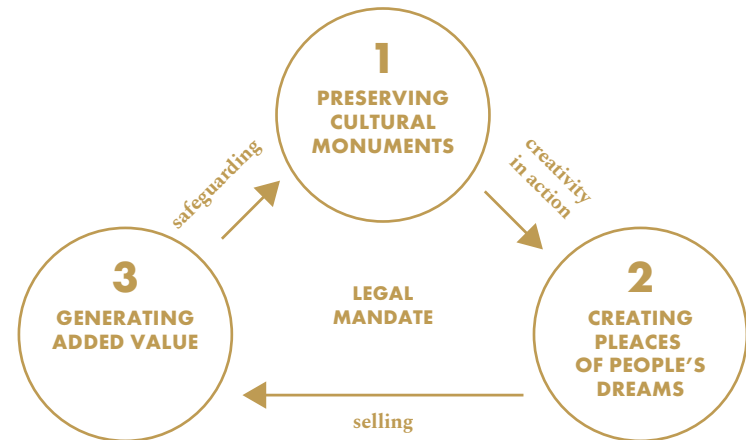 1
PRESERVING
CULTURAL
MONUMENTS
safeguarding
creativity
in action
3
GENERATING
ADDED VALUE
LEGAL
MANDATE
2
CREATING
PLEACES
OF PEOPLE'S
DREAMS
selling